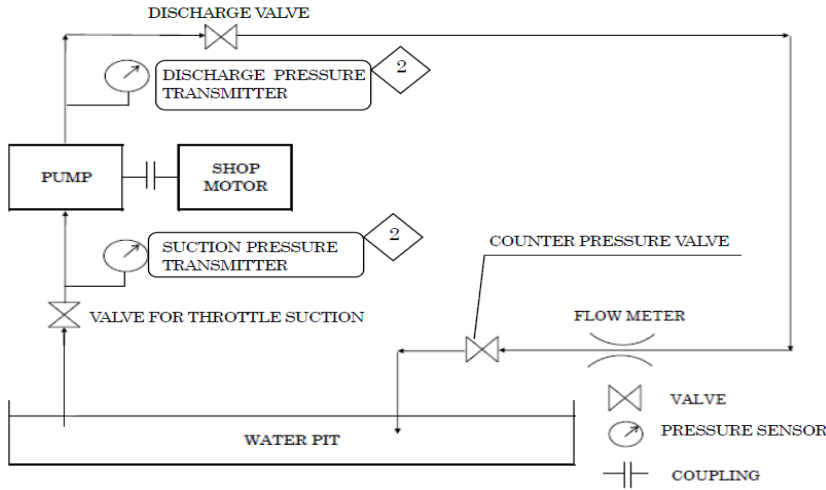 DISCHARGE VALVE
DISCHARGE PRESSURE
TRANSMITTER
2
PUMP
SHOP
MOTOR
SUCTION PRESSURE
TRANSMITTER
2
COUNTER PRESSURE VALVE
VALVE FOR THROTTLE SUCTION
FLOW METER
WATER PIT
VALVE
PRESSURE SENSOR
COUPLING